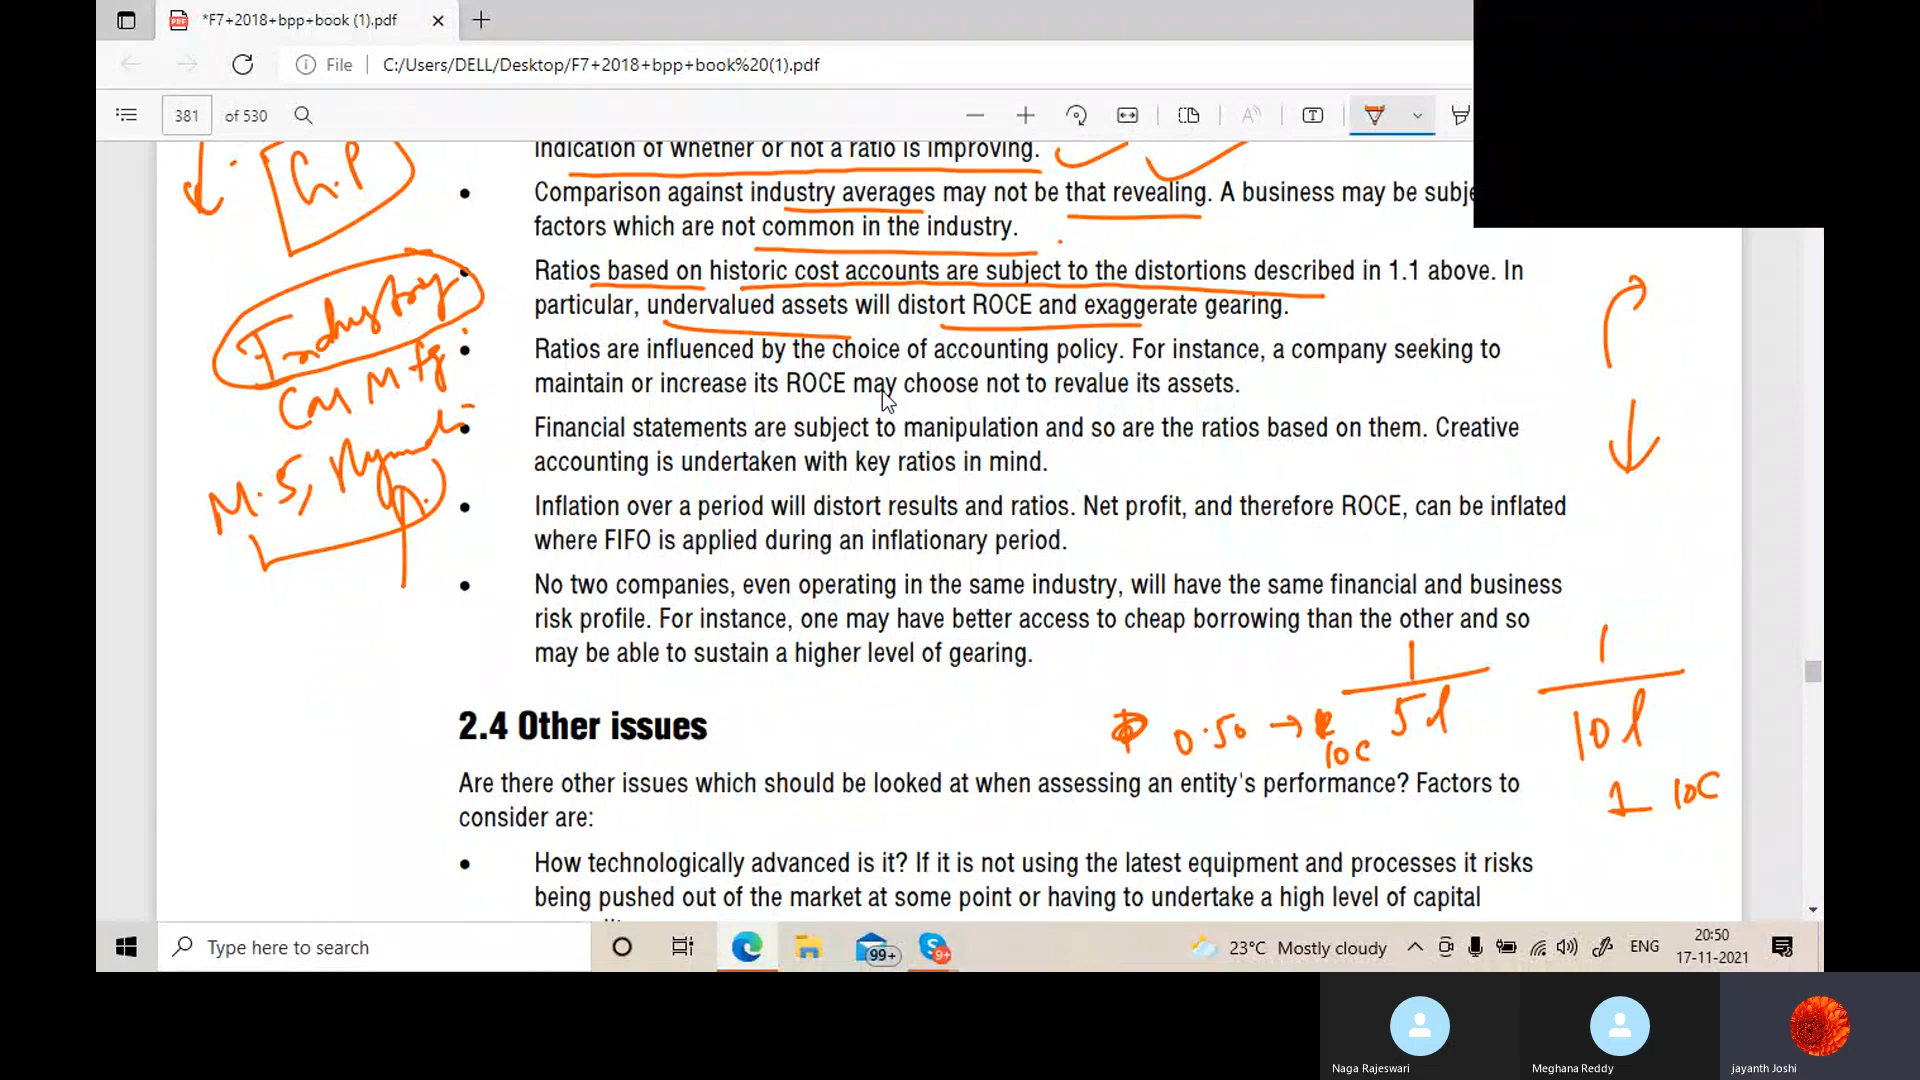 *F7+2018+bpp+book (1).pdf
File
C:/Users/DELL/Desktop/F7+2018+bpp+book%20(1).pdf
381 of 530
indication of whether or not a ratio is improving.
G.P
• Comparison against industry averages may not be that revealing. A business may be subje
factors which are not common in the industry.
• Ratios based on historic cost accounts are subject to the distortions described in 1.1 above. In
particular, undervalued assets will distort ROCE and exaggerate gearing.
Industry
• Ratios are influenced by the choice of accounting policy. For instance, a company seeking to
maintain or increase its ROCE may choose not to revalue its assets.
Car Mfg
• Financial statements are subject to manipulation and so are the ratios based on them. Creative
accounting is undertaken with key ratios in mind.
M.S,
• Inflation over a period will distort results and ratios. Net profit, and therefore ROCE, can be inflated
where FIFO is applied during an inflationary period.
• No two companies, even operating in the same industry, will have the same financial and business
risk profile. For instance, one may have better access to cheap borrowing than the other and so
may be able to sustain a higher level of gearing.
1 1
5l 10l
2.4 Other issues
0.50 → 10C
1 10C
Are there other issues which should be looked at when assessing an entity's performance? Factors to
consider are:
• How technologically advanced is it? If it is not using the latest equipment and processes it risks
being pushed out of the market at some point or having to undertake a high level of capital
Type here to search
99+
9+
23°C Mostly cloudy
ENG
20:50
17-11-2021
Naga Rajeswari
Meghana Reddy
jayanth Joshi